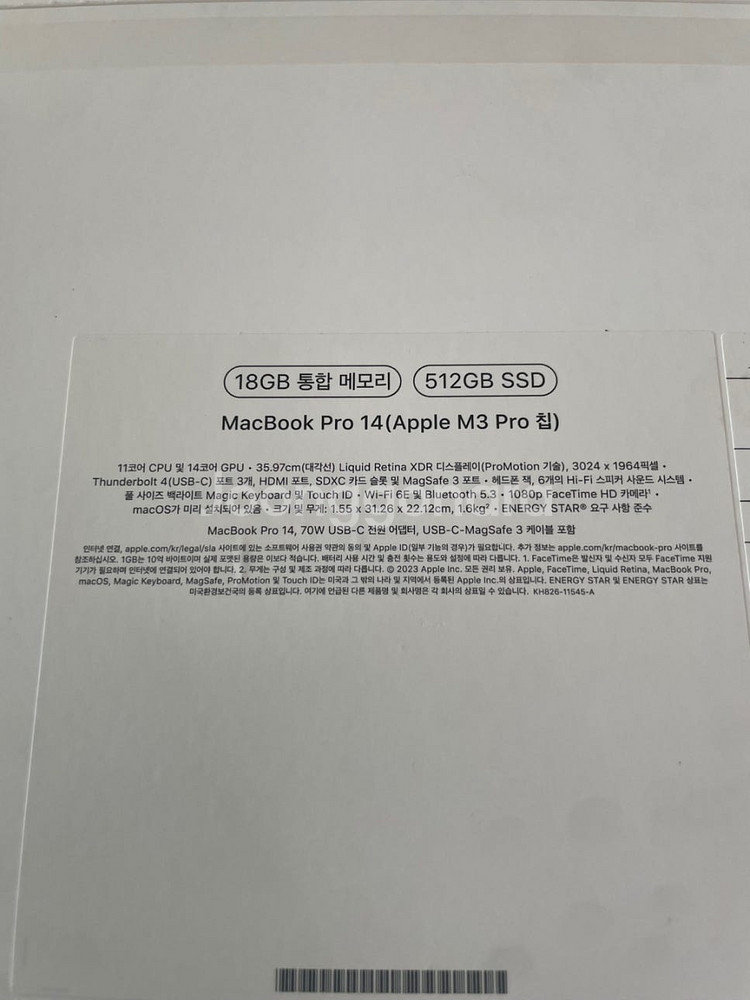 18GB 통합 메모리 512GB SSD
MacBook Pro 14(Apple M3 Pro 칩)
11코어 CPU 및 14코어 GPU • 35.97cm(대각선) Liquid Retina XDR 디스플레이(ProMotion 기술), 3024 x 1964픽셀 •
Thunderbolt 4(USB-C) 포트 3개, HDMI 포트, SDXC 카드 슬롯 및 MagSafe 3 포트 • 헤드폰 잭, 6개의 Hi-Fi 스피커 사운드 시스템 •
풀 사이즈 백라이트 Magic Keyboard 및 Touch ID • Wi-Fi 6E 및 Bluetooth 5.3 • 1080p FaceTime HD 카메라¹ •
macOS가 미리 설치되어 있음 • 크기 및 무게: 1.55 x 31.26 x 22.12cm, 1.6kg² • ENERGY STAR® 요구 사항 준수
MacBook Pro 14, 70W USB-C 전원 어댑터, USB-C-MagSafe 3 케이블 포함
인터넷 연결, apple.com/kr/legal/sla 사이트에 있는 소프트웨어 사용권 약관의 동의 및 Apple ID(일부 기능의 경우)가 필요합니다. 추가 정보는 apple.com/kr/macbook-pro 사이트를
참조하십시오. 1GB는 10억 바이트이며 실제 포맷된 용량은 이보다 적습니다. 배터리 사용 시간 및 충전 횟수는 용도와 설정에 따라 다릅니다. 1. FaceTime은 발신자 및 수신자 모두 FaceTime 지원
기기가 필요하며 인터넷에 연결되어 있어야 합니다. 2. 무게는 구성 및 제조 과정에 따라 다릅니다. © 2023 Apple Inc. 모든 권리 보유. Apple, FaceTime, Liquid Retina, MacBook Pro,
macOS, Magic Keyboard, MagSafe, ProMotion 및 Touch ID는 미국과 그 밖의 나라 및 지역에서 등록된 Apple Inc.의 상표입니다. ENERGY STAR 및 ENERGY STAR 상표는
미국환경보건국의 등록 상표입니다. 여기에 언급된 다른 제품명 및 회사명은 각 회사의 상표일 수 있습니다. KH826-11545-A